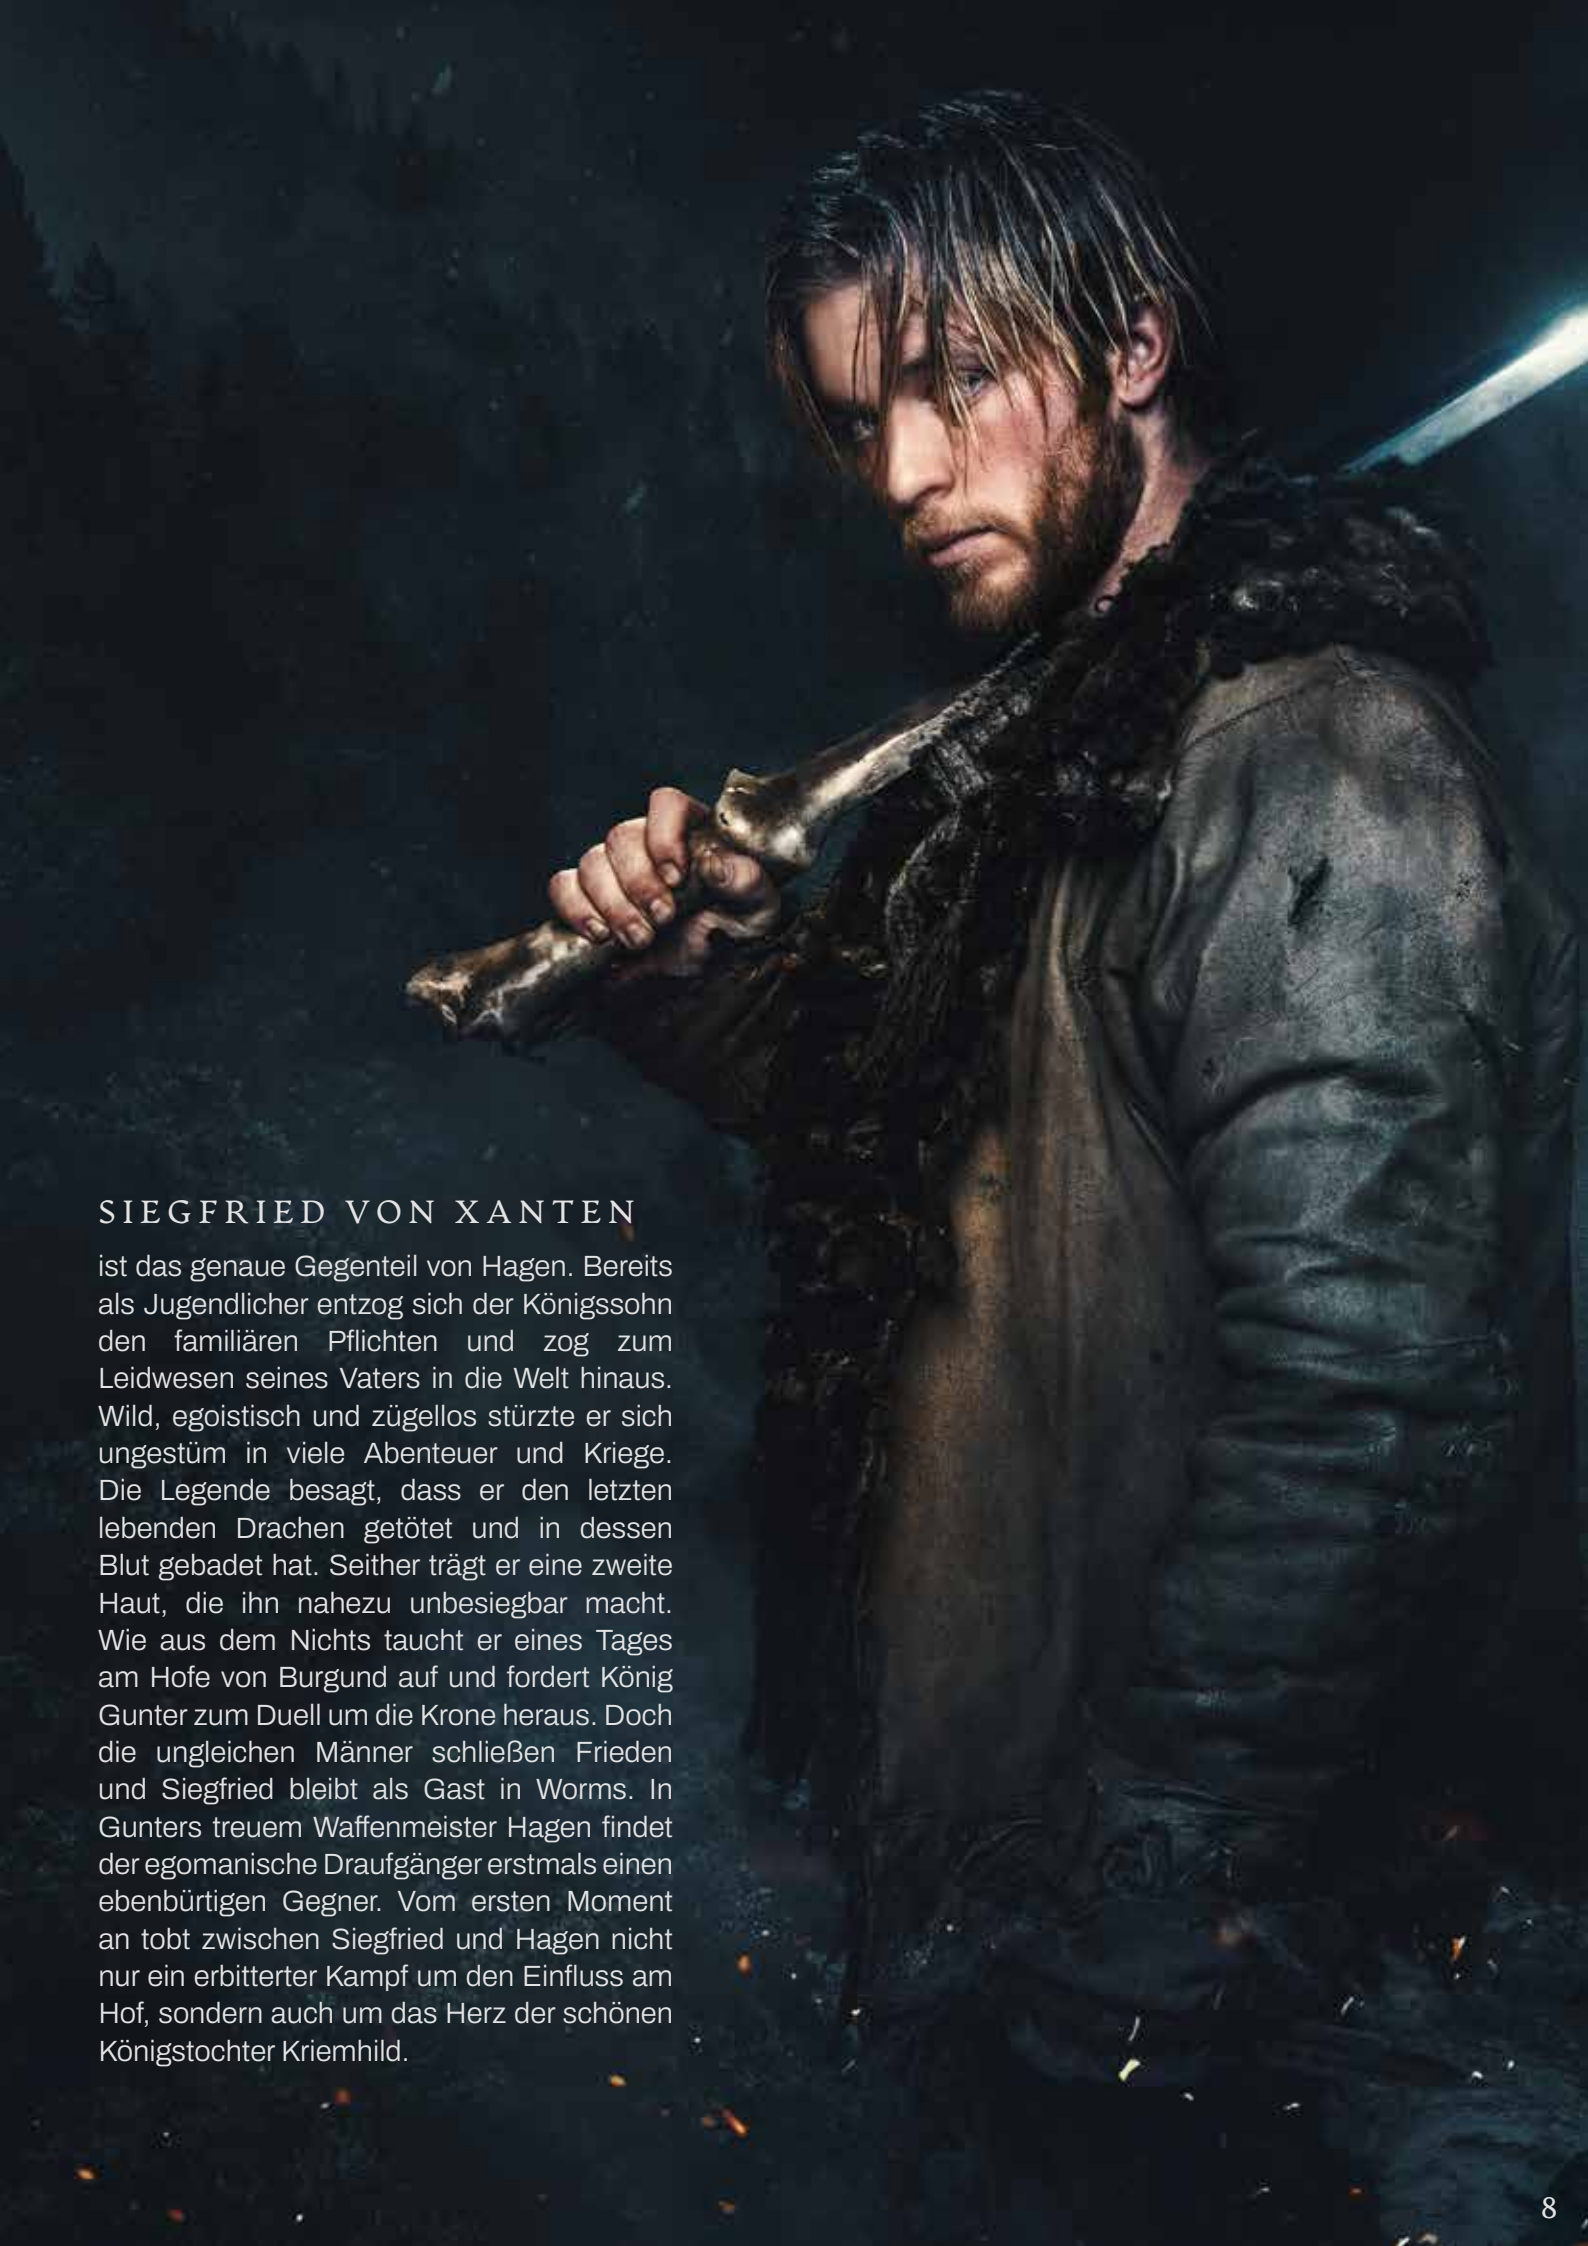 SIEGFRIED VON XANTEN
ist das genaue Gegenteil von Hagen. Bereits
als Jugendlicher entzog sich der Königssohn
den familiären Pflichten und zog zum
Leidwesen seines Vaters in die Welt hinaus.
Wild, egoistisch und zügellos stürzte er sich
ungestüm in viele Abenteuer und Kriege.
Die Legende besagt, dass er den letzten
lebenden Drachen getötet und in dessen
Blut gebadet hat. Seither trägt er eine zweite
Haut, die ihn nahezu unbesiegbar macht.
Wie aus dem Nichts taucht er eines Tages
am Hofe von Burgund auf und fordert König
Gunter zum Duell um die Krone heraus. Doch
die ungleichen Männer schließen Frieden
und Siegfried bleibt als Gast in Worms. In
Gunters treuem Waffenmeister Hagen findet
der egomanische Draufgänger erstmals einen
ebenbürtigen Gegner. Vom ersten Moment
an tobt zwischen Siegfried und Hagen nicht
nur ein erbitterter Kampf um den Einfluss am
Hof, sondern auch um das Herz der schönen
Königstochter Kriemhild.
8